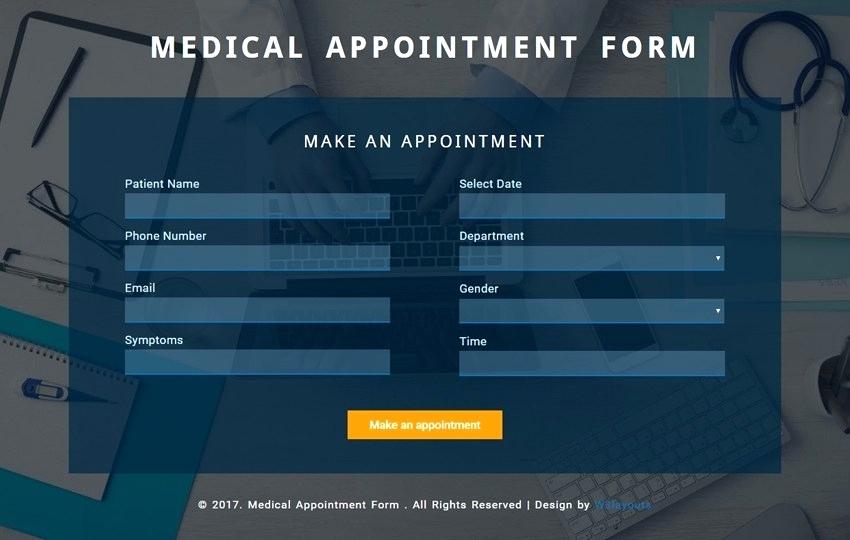 MEDICAL APPOINTMENT FORM
MAKE AN APPOINTMENT
Patient Name
Select Date
Phone Number
Department
Email
Gender
Symptoms
Time
Make an appointment
© 2017. Medical Appointment Form . All Rights Reserved | Design by W3layouts